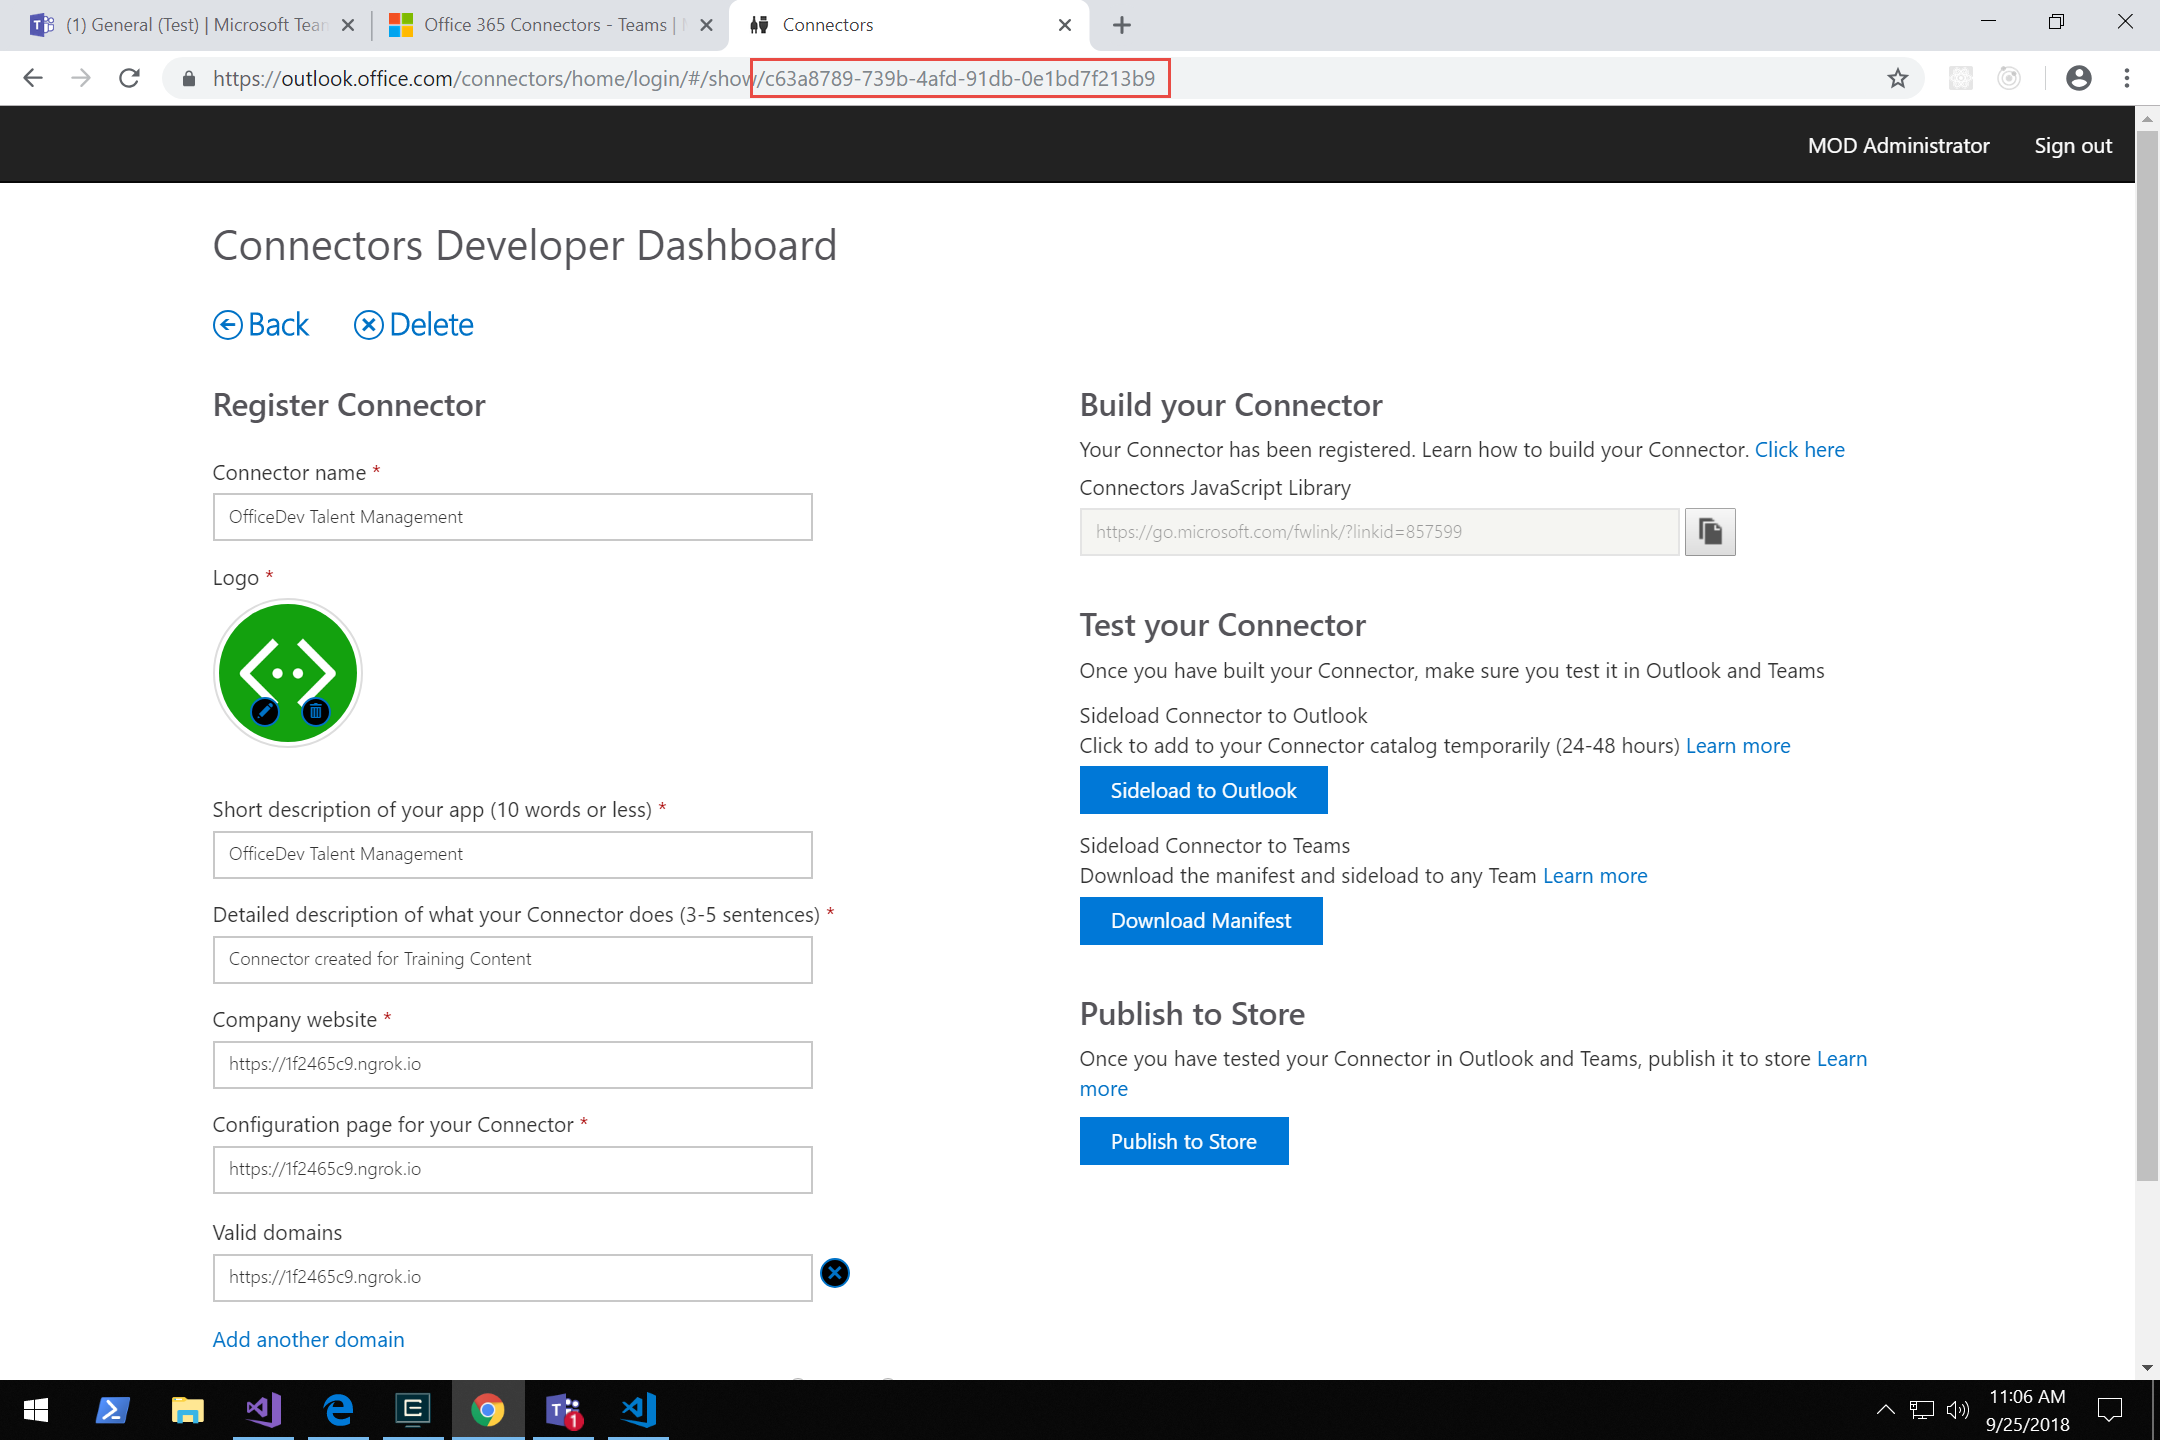 (1) General (Test) | Microsoft Team
Office 365 Connectors - Teams |
Connectors
https://outlook.office.com/connectors/home/login/#/show/c63a8789-739b-4afd-91db-0e1bd7f213b9
MOD Administrator
Sign out
Connectors Developer Dashboard
Back
Delete
Register Connector
Connector name *
OfficeDev Talent Management
Logo *
Short description of your app (10 words or less) *
OfficeDev Talent Management
Detailed description of what your Connector does (3-5 sentences) *
Connector created for Training Content
Company website *
https://1f2465c9.ngrok.io
Configuration page for your Connector *
https://1f2465c9.ngrok.io
Valid domains
https://1f2465c9.ngrok.io
Add another domain
Build your Connector
Your Connector has been registered. Learn how to build your Connector. Click here
Connectors JavaScript Library
https://go.microsoft.com/fwlink/?linkid=857599
Test your Connector
Once you have built your Connector, make sure you test it in Outlook and Teams
Sideload Connector to Outlook
Click to add to your Connector catalog temporarily (24-48 hours) Learn more
Sideload to Outlook
Sideload Connector to Teams
Download the manifest and sideload to any Team Learn more
Download Manifest
Publish to Store
Once you have tested your Connector in Outlook and Teams, publish it to store Learn
more
Publish to Store
1
11:06 AM
9/25/2018